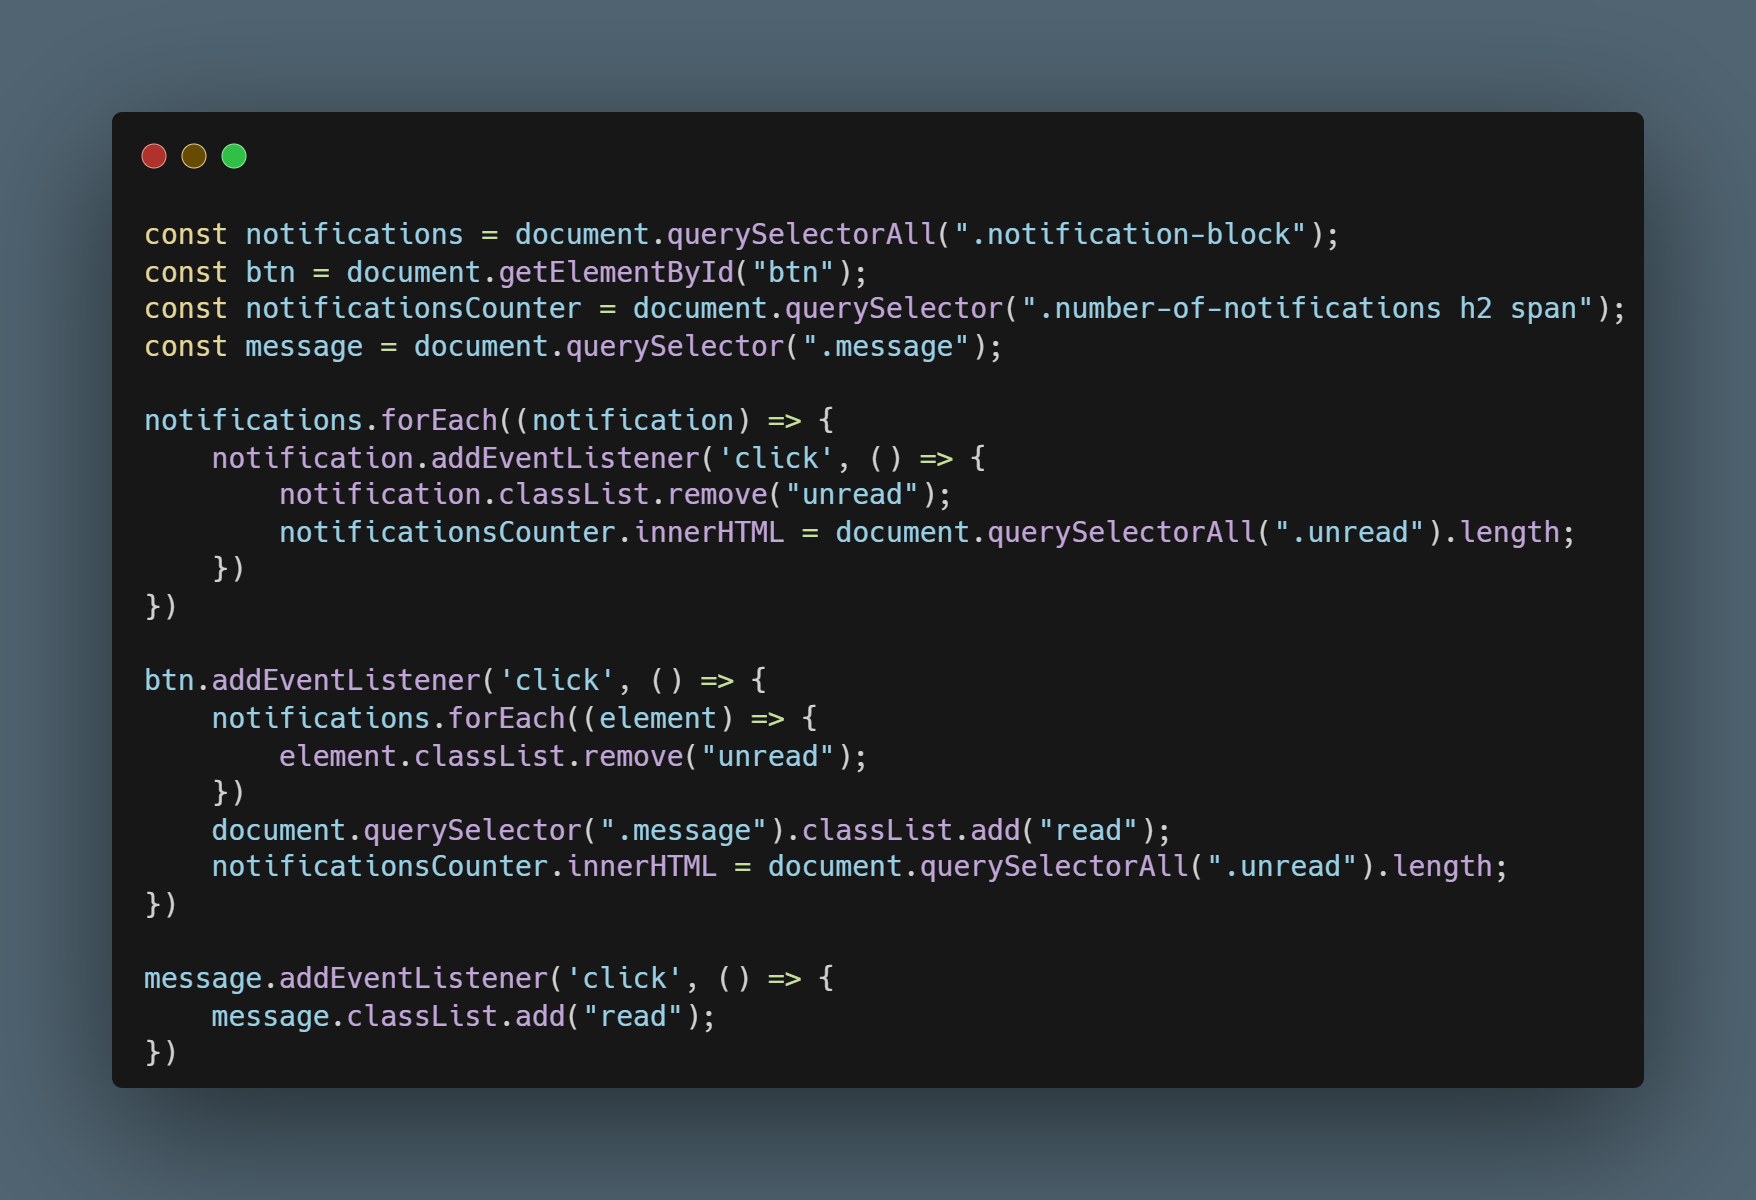 const notifications = document.querySelectorAll(".notification-block");
const btn = document.getElementById("btn");
const notificationsCounter = document.querySelector(".number-of-notifications h2 span");
const message = document.querySelector(".message");

notifications.forEach((notification) => {
    notification.addEventListener('click', () => {
        notification.classList.remove("unread");
        notificationsCounter.innerHTML = document.querySelectorAll(".unread").length;
    })
})

btn.addEventListener('click', () => {
    notifications.forEach((element) => {
        element.classList.remove("unread");
    })
    document.querySelector(".message").classList.add("read");
    notificationsCounter.innerHTML = document.querySelectorAll(".unread").length;
})

message.addEventListener('click', () => {
    message.classList.add("read");
})